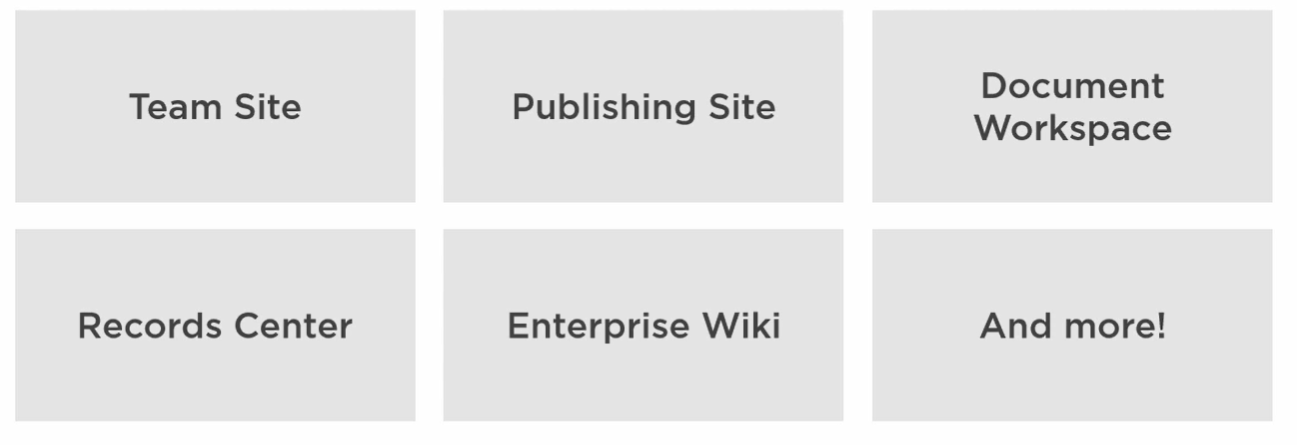 Team Site
Publishing Site
Document
Workspace
Records Center
Enterprise Wiki
And more!